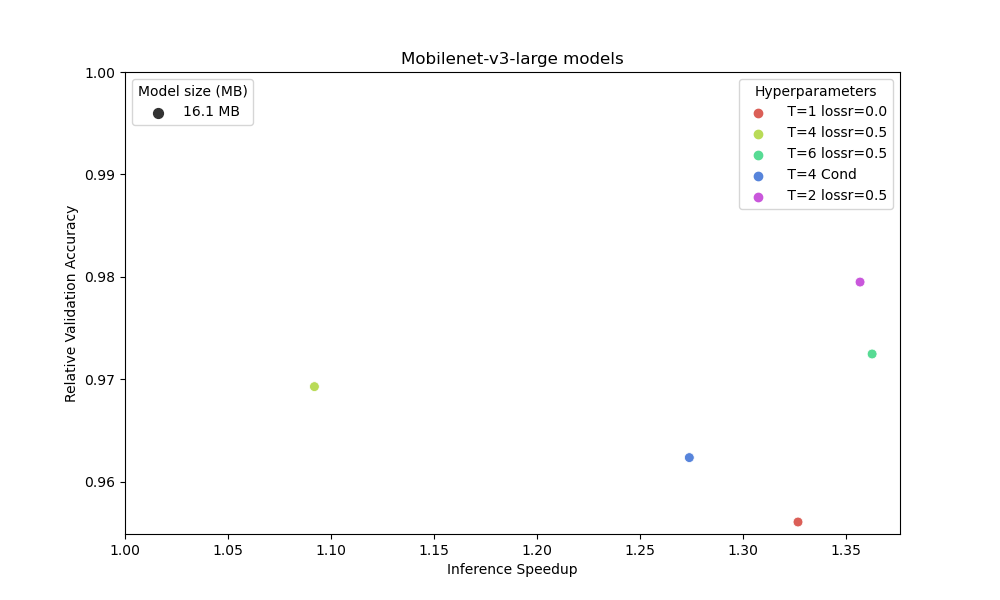 Mobilenet-v3-large models
Model size (MB)
16.1 MB
Hyperparameters
T=1 lossr=0.0
T=4 lossr=0.5
T=6 lossr=0.5
T=4 Cond
T=2 lossr=0.5
Relative Validation Accuracy
1.00
0.99
0.98
0.97
0.96
1.00 1.05 1.10 1.15 1.20 1.25 1.30 1.35
Inference Speedup